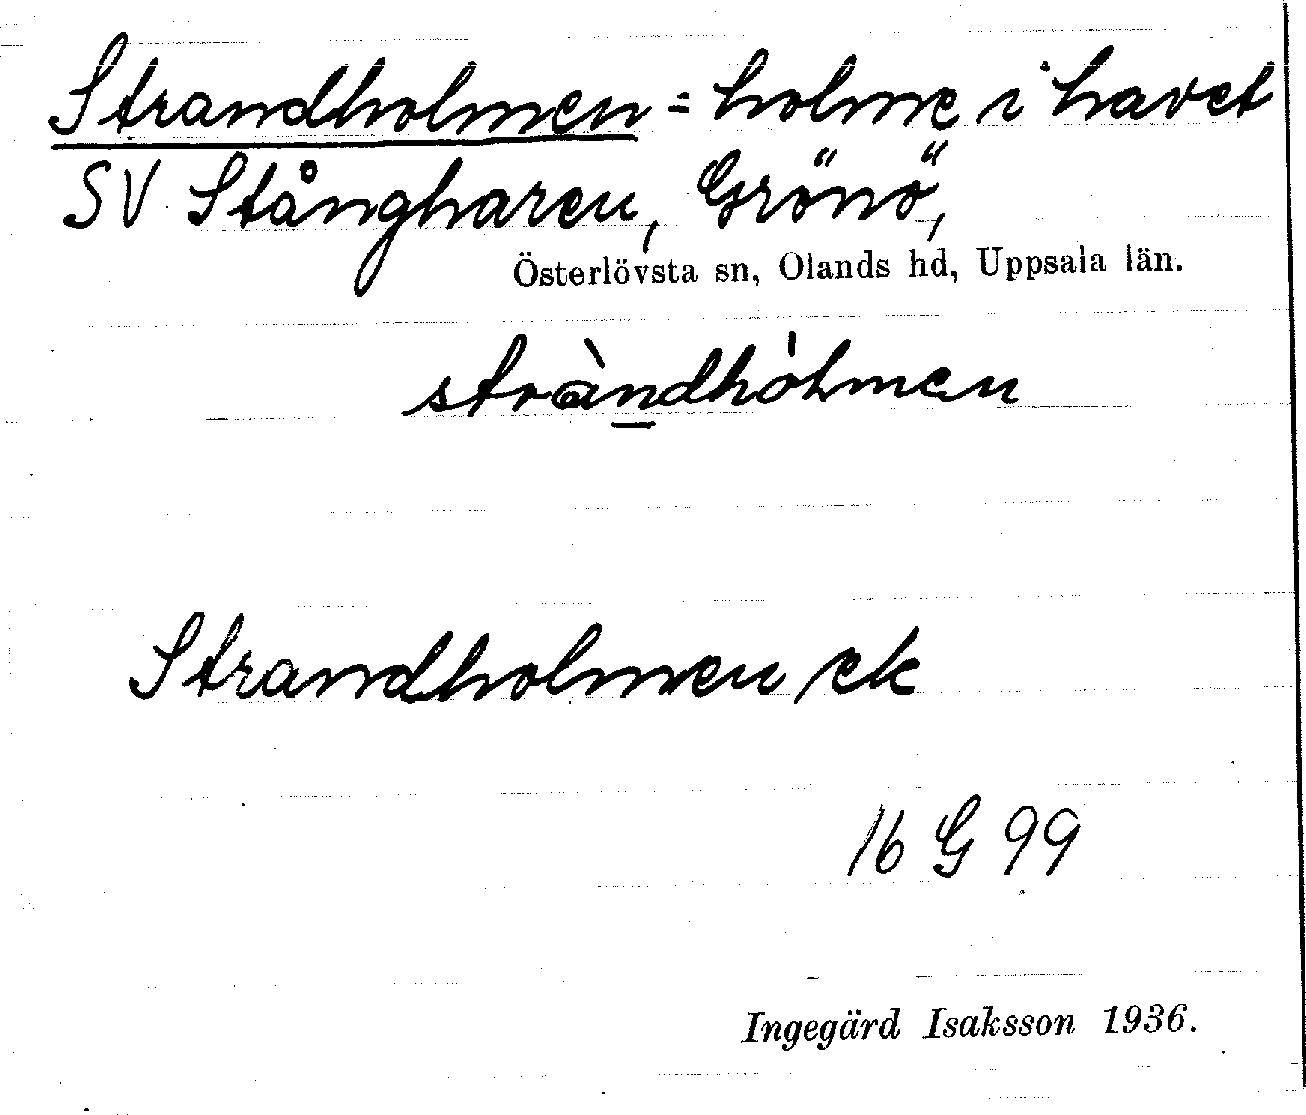 Strandholmen = holme i havet
SV Stångharen, Grönö,
Österlövsta sn, Olands hd, Uppsala län.
stràndhòlmen
Strandholmen ek
16 G 99
Ingegärd Isaksson 1936.